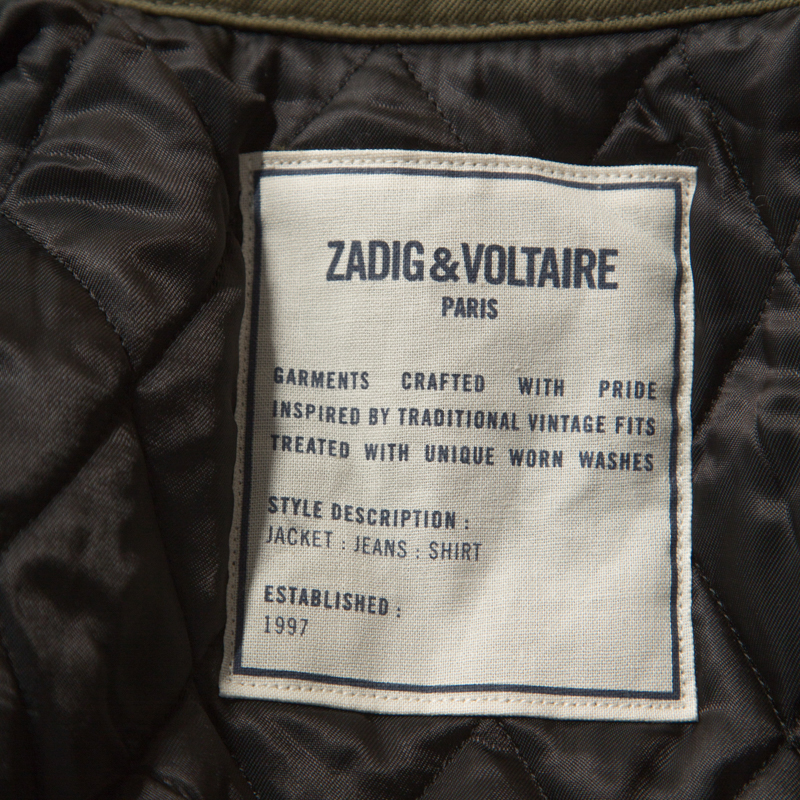 ZADIG&VOLTAIRE
PARIS
GARMENTS CRAFTED WITH PRIDE
INSPIRED BY TRADITIONAL VINTAGE FITS
TREATED WITH UNIQUE WORN WASHES
STYLE DESCRIPTION :
JACKET : JEANS : SHIRT
ESTABLISHED :
1997